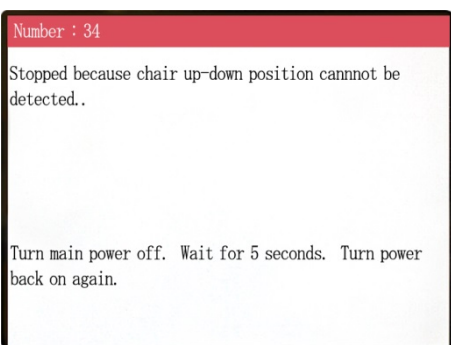 Number : 34
Stopped because chair up-down position cannnot be
detected..
Turn main power off.  Wait for 5 seconds.  Turn power
back on again.